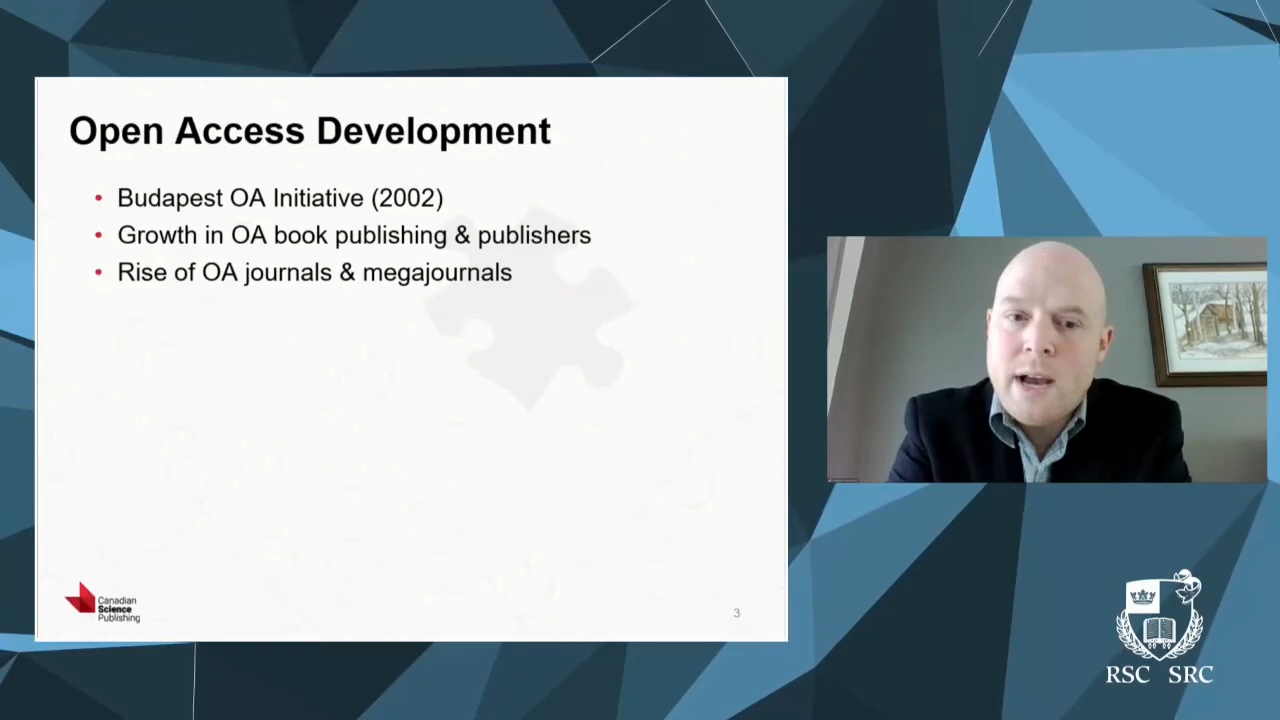 Open Access Development
• Budapest OA Initiative (2002)
• Growth in OA book publishing & publishers
• Rise of OA journals & megajournals
Canadian
Science
Publishing
3
RSC SRC